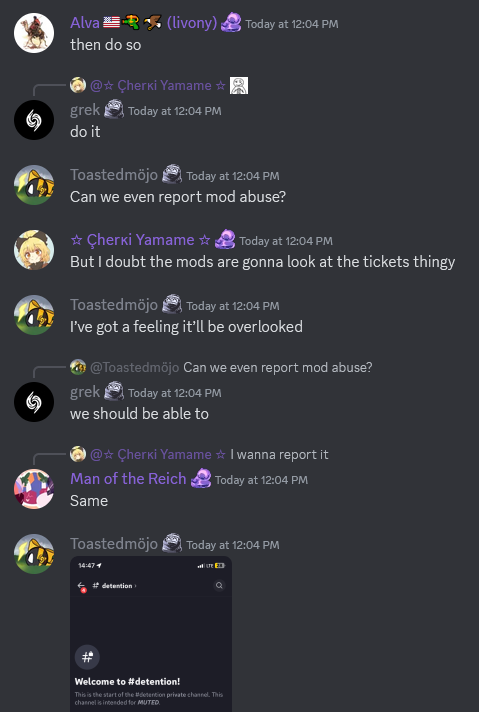 Alva (livony) Today at 12:04 PM
then do so
@☆ Çherкi Yamame ☆
grek Today at 12:04 PM
do it
Toastedmöjo Today at 12:04 PM
Can we even report mod abuse?
☆ Çherкi Yamame ☆ Today at 12:04 PM
But I doubt the mods are gonna look at the tickets thingy
Toastedmöjo Today at 12:04 PM
I've got a feeling it'll be overlooked
@Toastedmöjo Can we even report mod abuse?
grek Today at 12:04 PM
we should be able to
@☆ Çherкi Yamame ☆ I wanna report it
Man of the Reich Today at 12:04 PM
Same
Toastedmöjo Today at 12:04 PM
14:47 LTE
# detention ›
Welcome to #detention!
This is the start of the #detention private channel. This
channel is intended for MUTED.